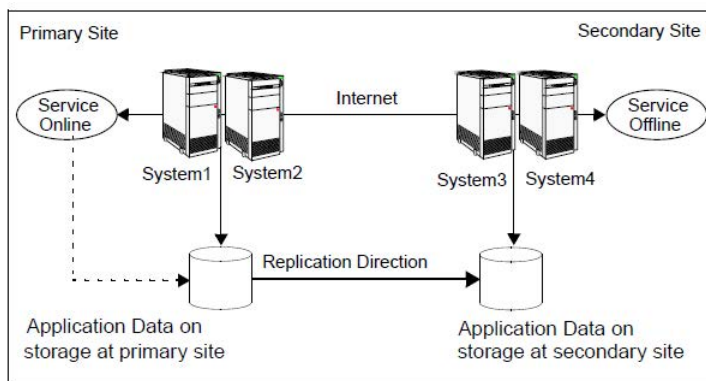 Primary Site
Secondary Site
Service
Online
Internet
Service
Offline
System1
System2
System3
System4
Replication Direction
Application Data on
storage at primary site
Application Data on
storage at secondary site